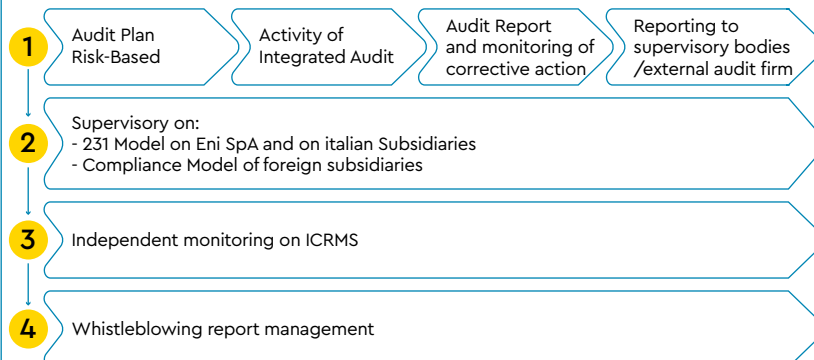 1
Audit Plan
Risk-Based
Activity of
Integrated Audit
Audit Report
and monitoring of
corrective action
Reporting to
supervisory bodies
/external audit firm
2
Supervisory on:
- 231 Model on Eni SpA and on italian Subsidiaries
- Compliance Model of foreign subsidiaries
3
Independent monitoring on ICRMS
4
Whistleblowing report management